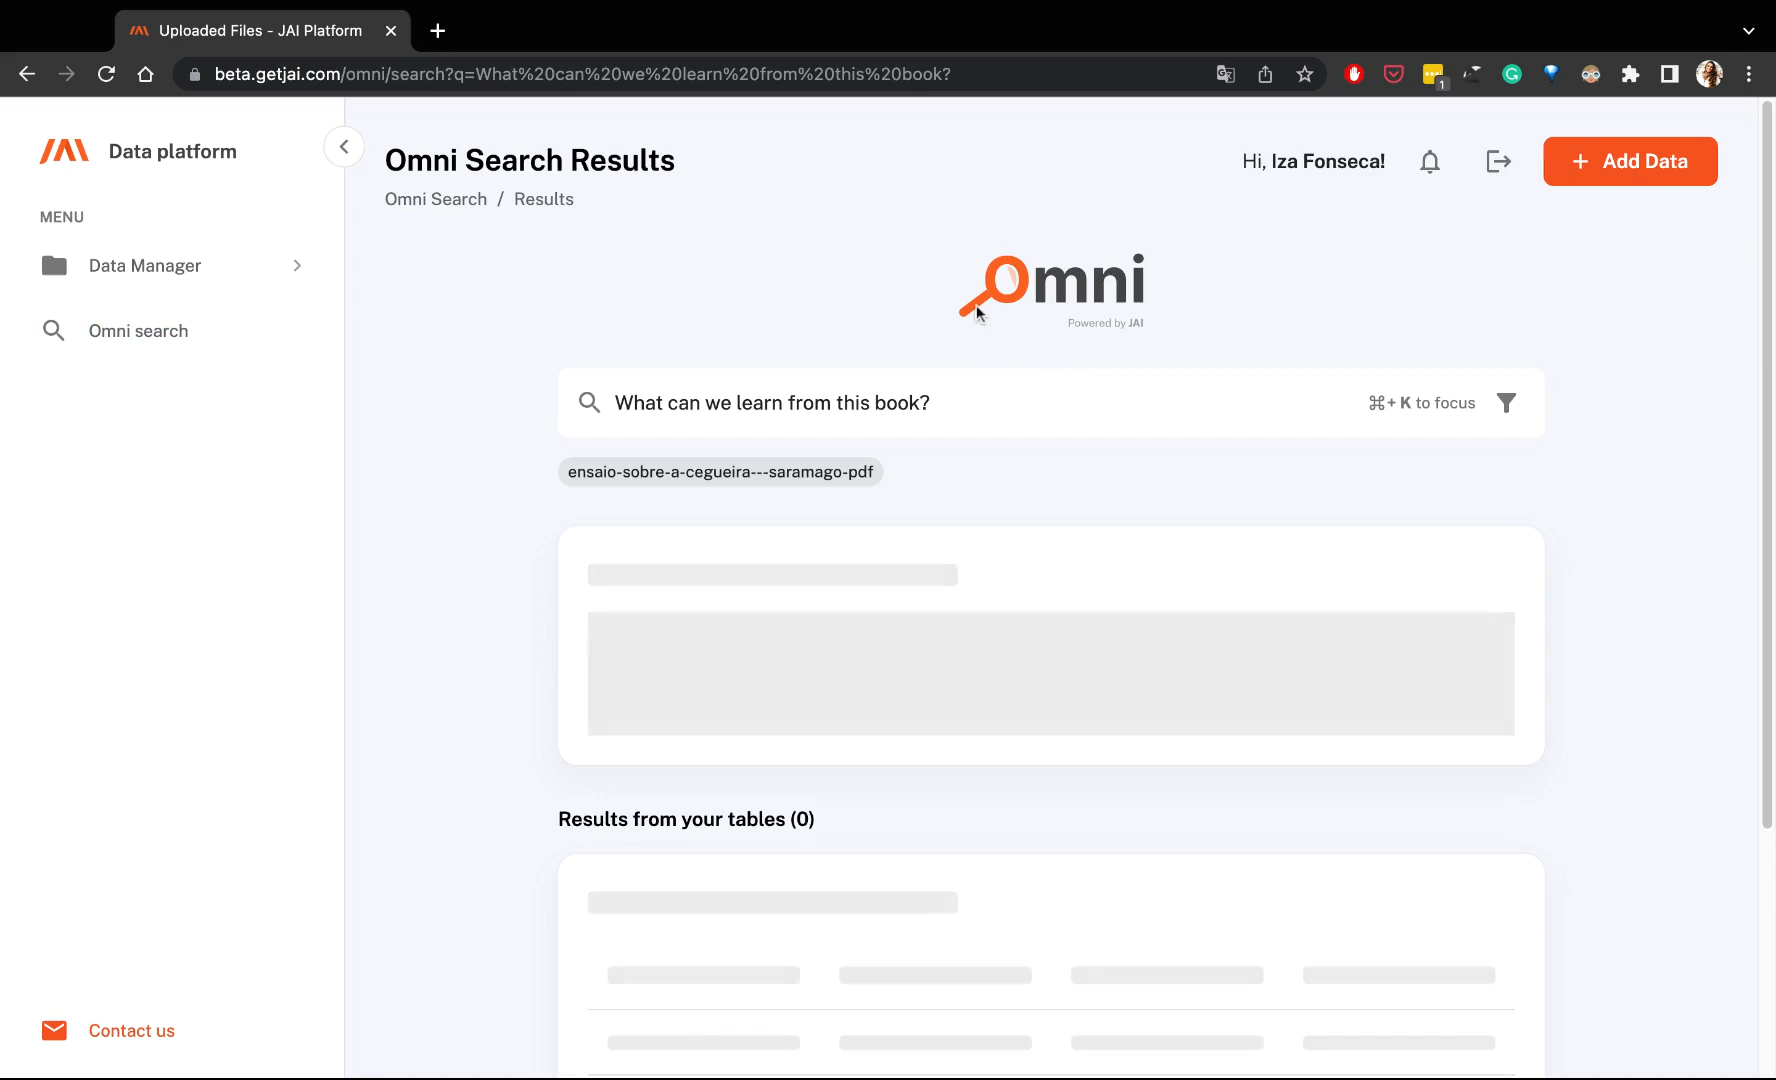 Uploaded Files - JAI Platform
beta.getjai.com/omni/search?q=What%20can%20we%20learn%20from%20this%20book?
1
Data platform
MENU
Data Manager
Omni search
Contact us
Omni Search Results
Omni Search / Results
Hi, Iza Fonseca!
+ Add Data
Omni
Powered by JAI
What can we learn from this book?
⌘+ K to focus
ensaio-sobre-a-cegueira---saramago-pdf
Results from your tables (0)